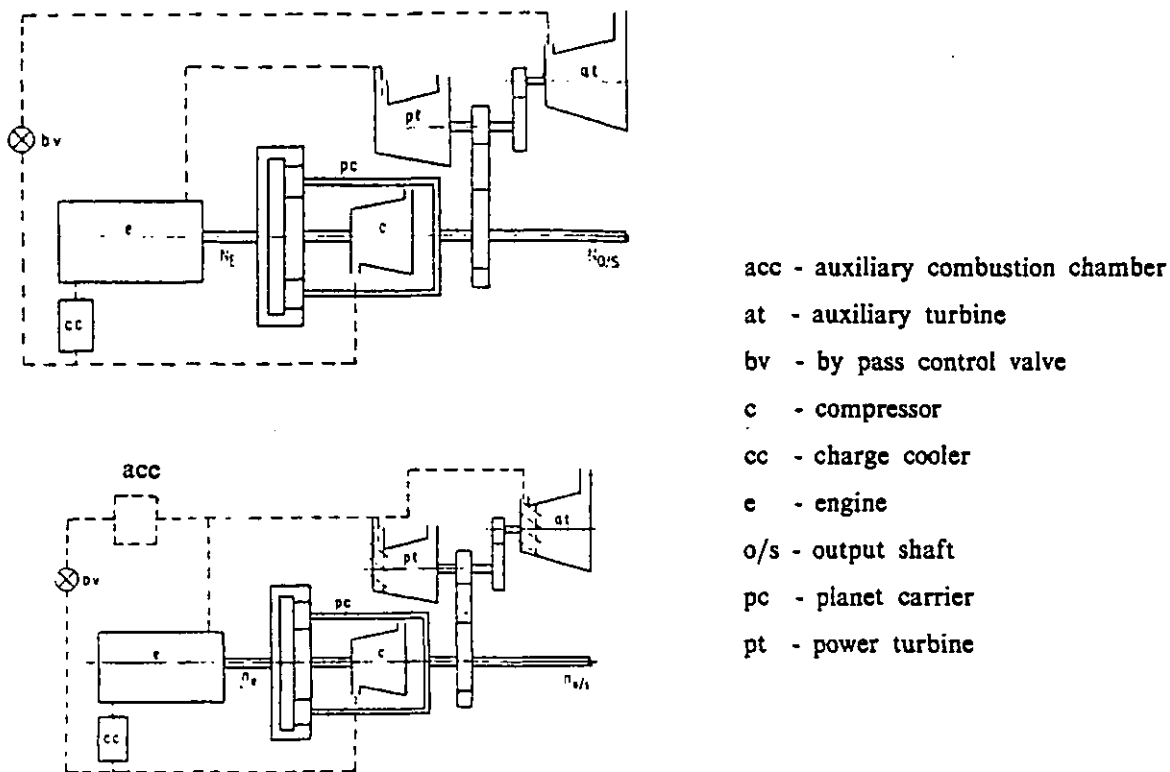 at
pt
bv
pc
e
c
N_E
N_O/S
cc
acc
at
pt
bv
pc
e
c
n_e
n_o/s
cc
acc - auxiliary combustion chamber
at - auxiliary turbine
bv - by pass control valve
c - compressor
cc - charge cooler
e - engine
o/s - output shaft
pc - planet carrier
pt - power turbine